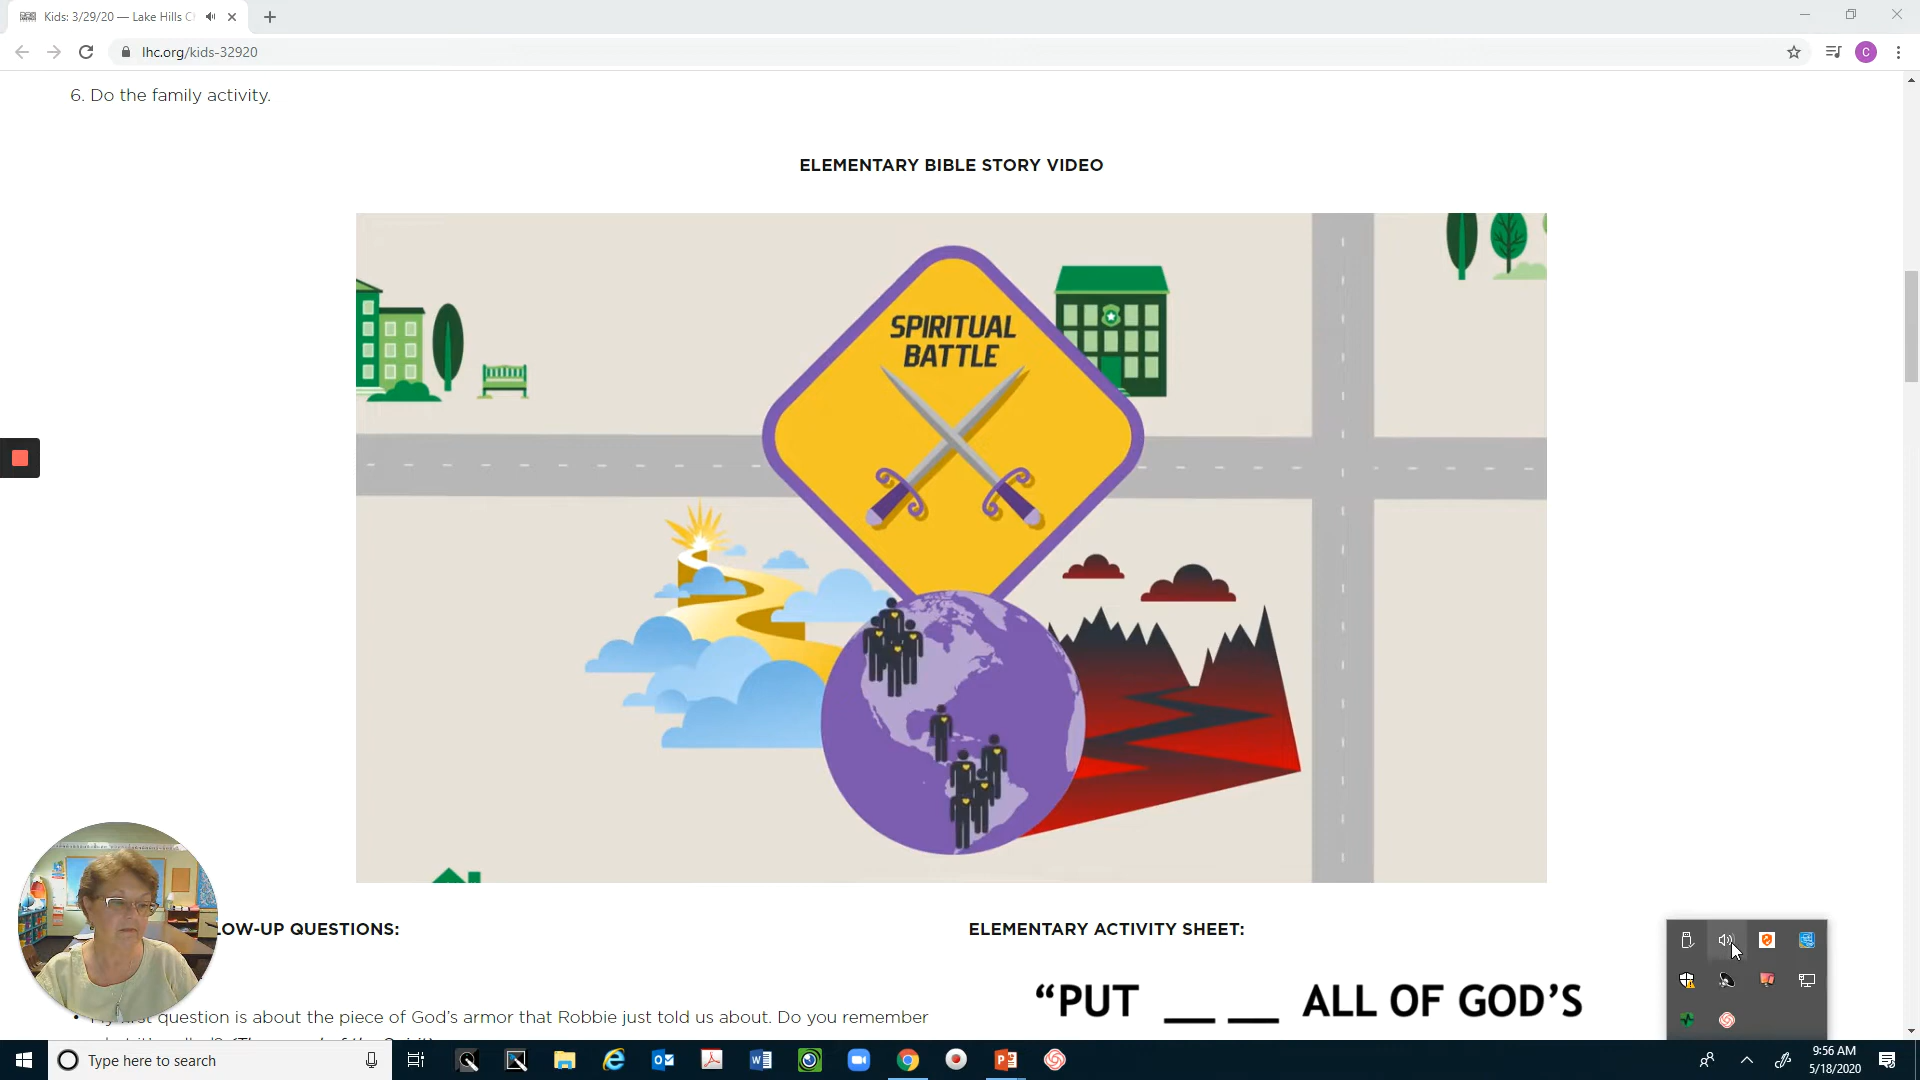 Kids: 3/29/20 — Lake Hills C
lhc.org/kids-32920
C
6. Do the family activity.
ELEMENTARY BIBLE STORY VIDEO
SPIRITUAL
BATTLE
LOW-UP QUESTIONS:
ELEMENTARY ACTIVITY SHEET:
“PUT __ __ ALL OF GOD’S
question is about the piece of God’s armor that Robbie just told us about. Do you remember
Type here to search
9:56 AM
5/18/2020